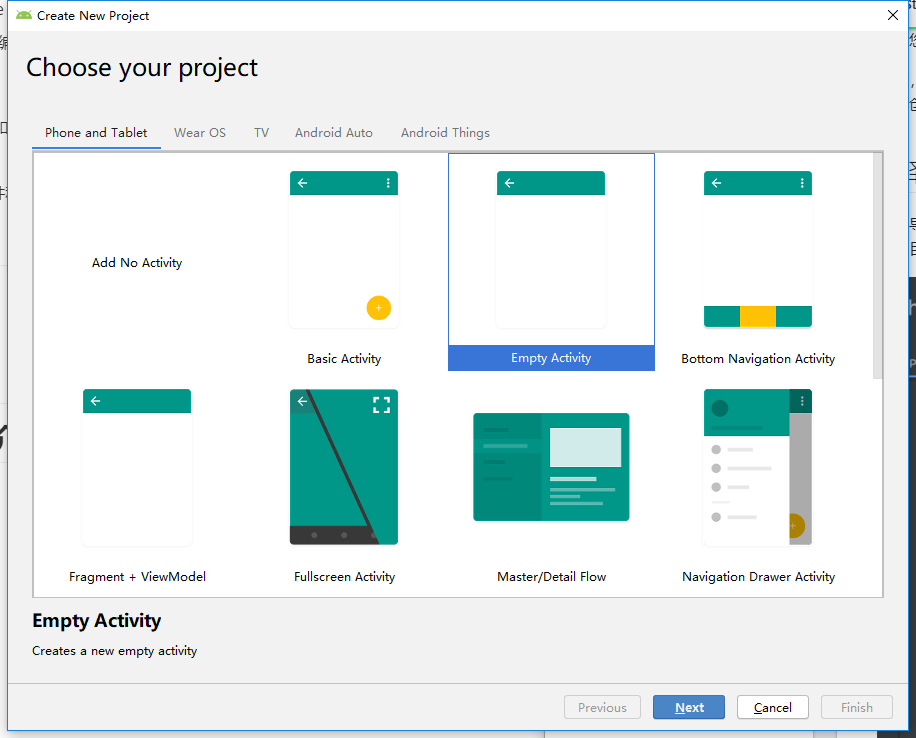 Create New Project
Choose your project
Phone and Tablet
Wear OS
TV
Android Auto
Android Things
Add No Activity
Basic Activity
Empty Activity
Bottom Navigation Activity
Fragment + ViewModel
Fullscreen Activity
Master/Detail Flow
Navigation Drawer Activity
Empty Activity
Creates a new empty activity
Previous
Next
Cancel
Finish